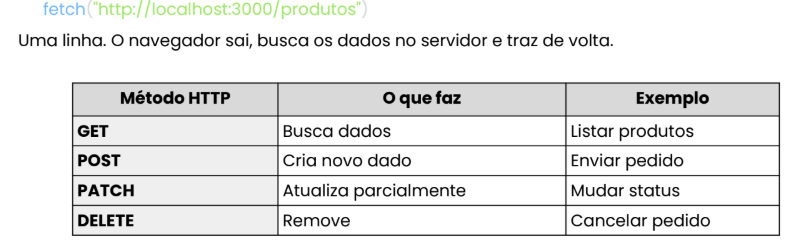 fetch("http://localhost:3000/produtos")
Uma linha. O navegador sai, busca os dados no servidor e traz de volta.
Método HTTP O que faz Exemplo
GET Busca dados Listar produtos
POST Cria novo dado Enviar pedido
PATCH Atualiza parcialmente Mudar status
DELETE Remove Cancelar pedido